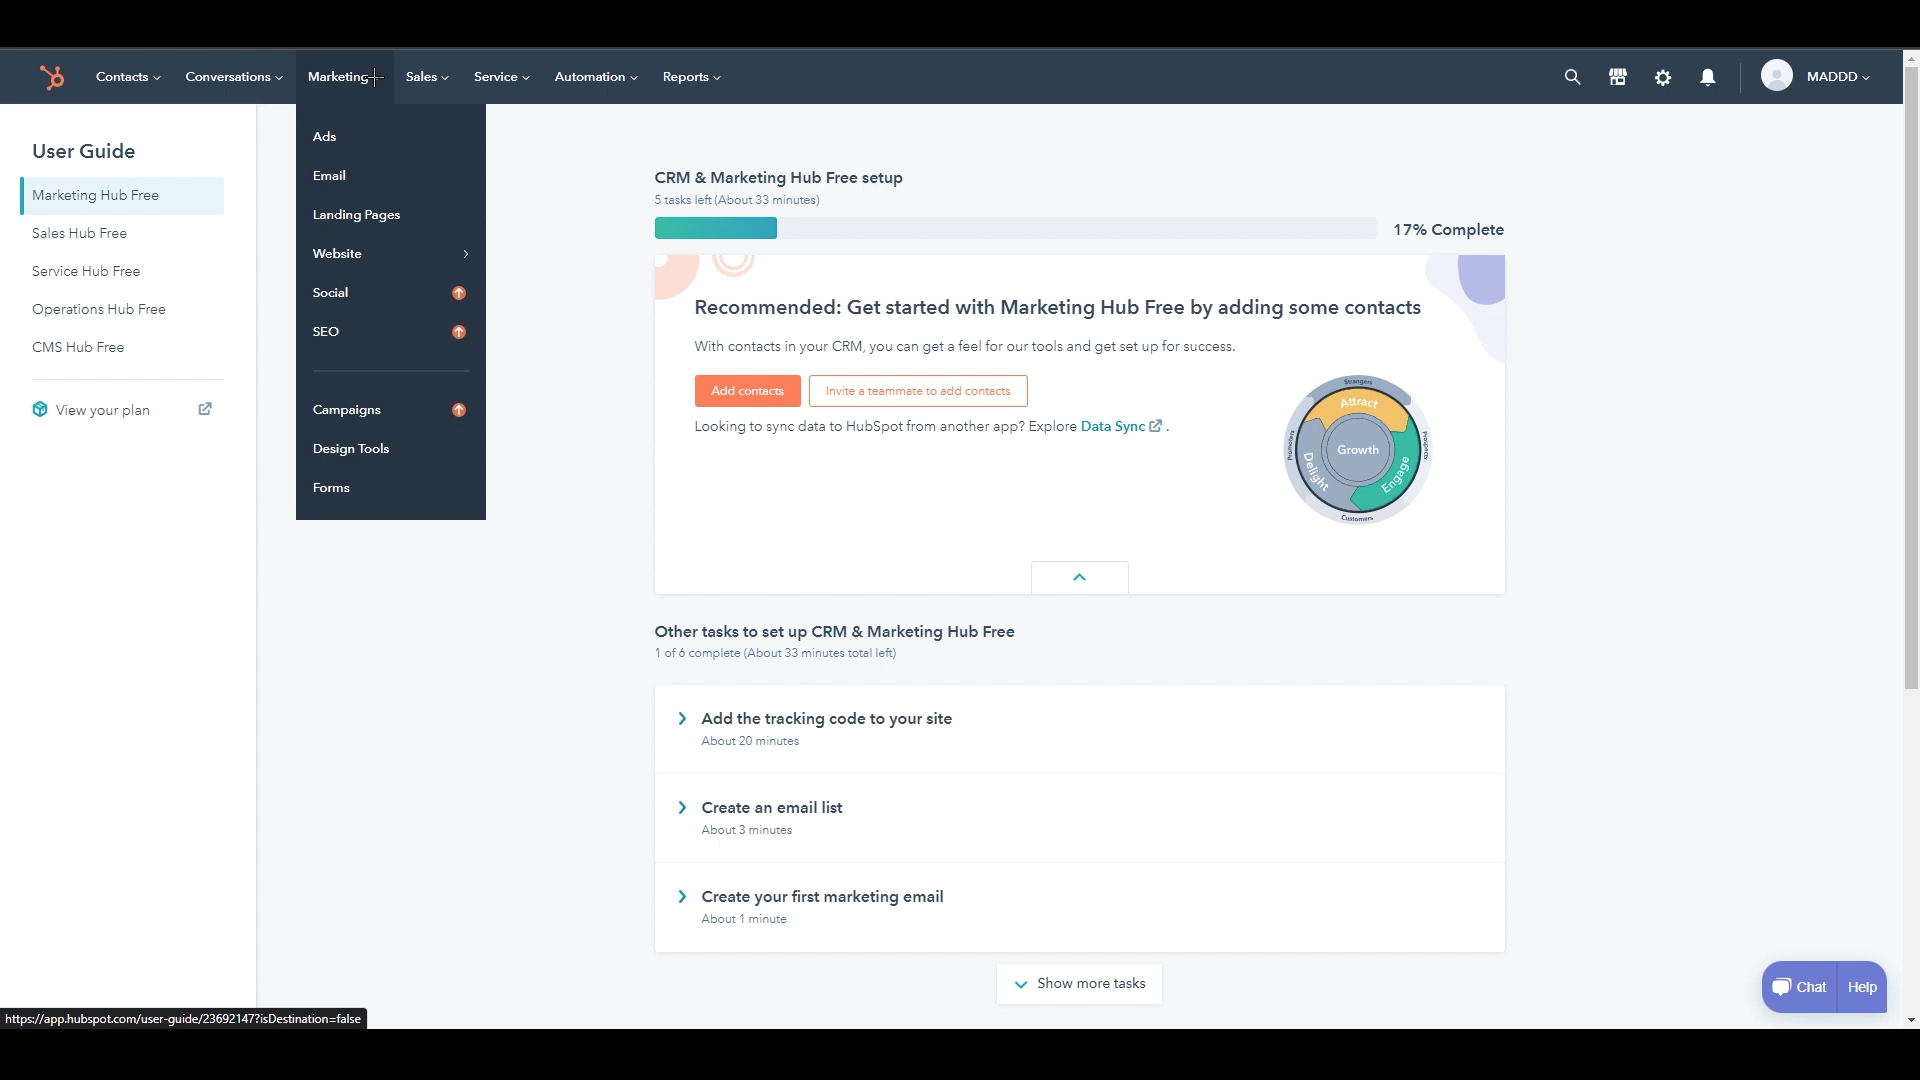 Contacts
Conversations
Marketing
Sales
Service
Automation
Reports
MADDD
User Guide
Marketing Hub Free
Sales Hub Free
Service Hub Free
Operations Hub Free
CMS Hub Free
View your plan
Ads
Email
Landing Pages
Website
Social
SEO
Campaigns
Design Tools
Forms
CRM & Marketing Hub Free setup
5 tasks left (About 33 minutes)
17% Complete
Recommended: Get started with Marketing Hub Free by adding some contacts
With contacts in your CRM, you can get a feel for our tools and get set up for success.
Add contacts
Invite a teammate to add contacts
Looking to sync data to HubSpot from another app? Explore Data Sync .
Strangers
Attract
Promoters
Growth
Prospects
Delight
Engage
Customers
Other tasks to set up CRM & Marketing Hub Free
1 of 6 complete (About 33 minutes total left)
Add the tracking code to your site
About 20 minutes
Create an email list
About 3 minutes
Create your first marketing email
About 1 minute
Show more tasks
Chat
Help
https://app.hubspot.com/user-guide/23692147?isDestination=false